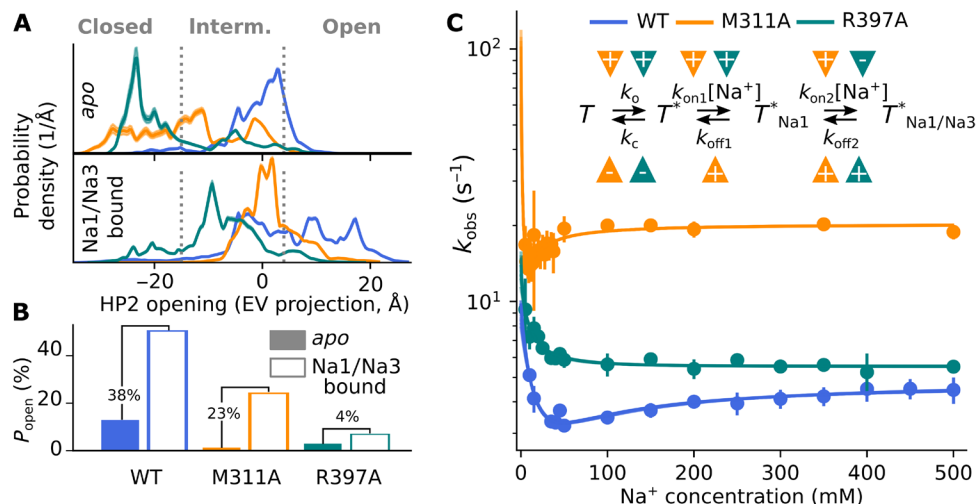 A
Closed
Interm.
Open
Probability
density (1/Å)
apo
Na1/Na3
bound
−20
0
20
HP2 opening (EV projection, Å)
B
P_open (%)
40
20
0
38%
23%
4%
apo
Na1/Na3
bound
WT
M311A
R397A
C
WT
M311A
R397A
10²
10¹
k_obs (s⁻¹)
+ + + + + -
k_o k_on1[Na⁺] k_on2[Na⁺]
T T* T*_Na1 T*_Na1/Na3
k_c k_off1 k_off2
- - + + +
0
100
200
300
400
500
Na⁺ concentration (mM)